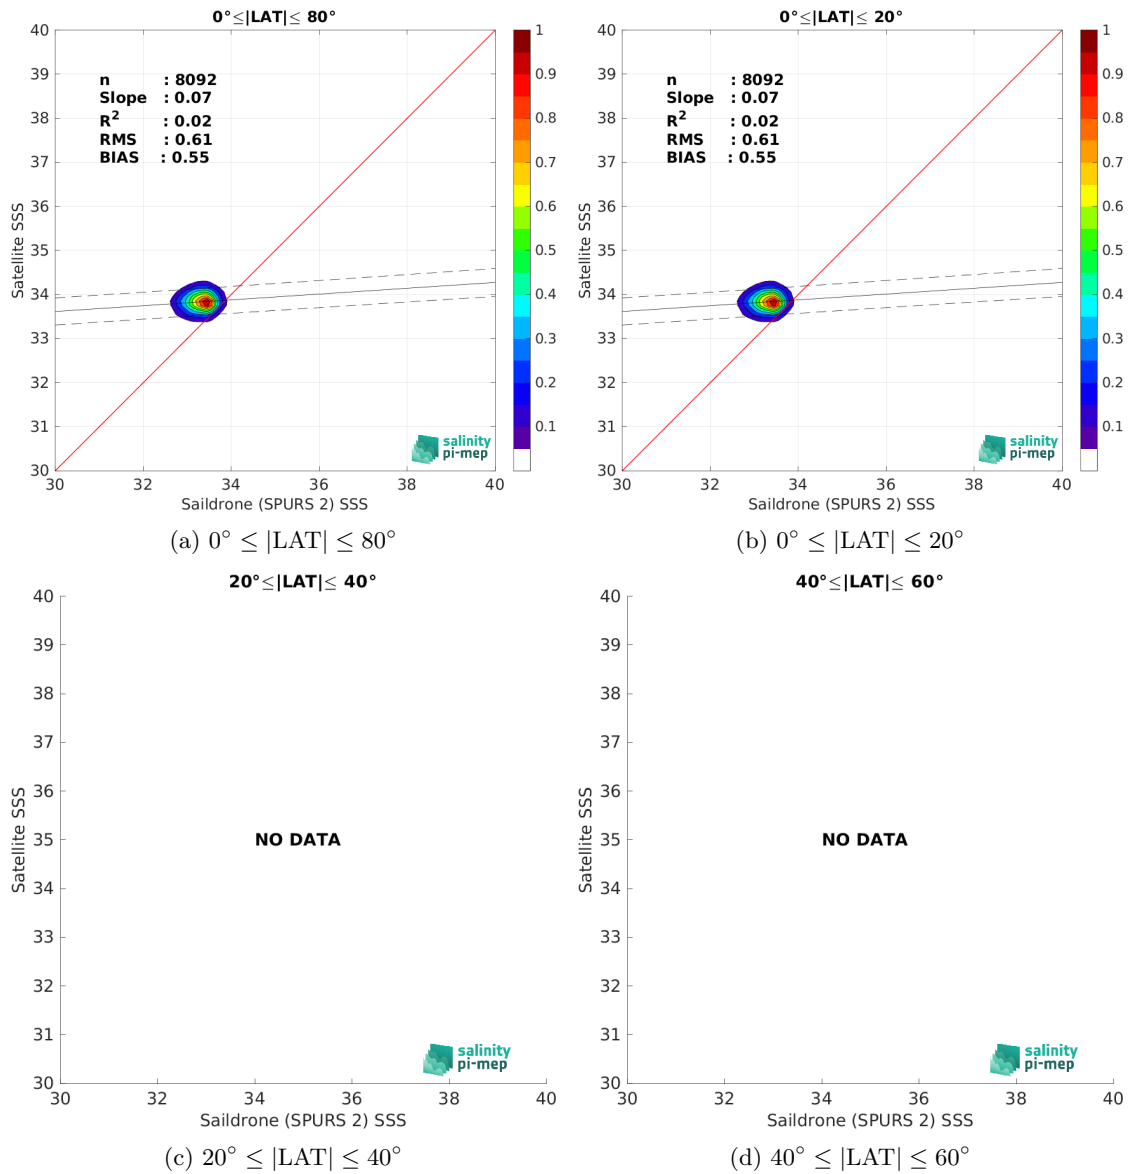 0°≤|LAT|≤ 80°
40
39
38
37
36
35
34
33
32
31
30
Satellite SSS
n : 8092
Slope : 0.07
R² : 0.02
RMS : 0.61
BIAS : 0.55
1
0.9
0.8
0.7
0.6
0.5
0.4
0.3
0.2
0.1
salinity
pi-mep
30 32 34 36 38 40
Saildrone (SPURS 2) SSS
(a) 0° ≤ |LAT| ≤ 80°
0°≤|LAT|≤ 20°
40
39
38
37
36
35
34
33
32
31
30
Satellite SSS
n : 8092
Slope : 0.07
R² : 0.02
RMS : 0.61
BIAS : 0.55
1
0.9
0.8
0.7
0.6
0.5
0.4
0.3
0.2
0.1
salinity
pi-mep
30 32 34 36 38 40
Saildrone (SPURS 2) SSS
(b) 0° ≤ |LAT| ≤ 20°
20°≤|LAT|≤ 40°
40
39
38
37
36
35
34
33
32
31
30
Satellite SSS
NO DATA
salinity
pi-mep
30 32 34 36 38 40
Saildrone (SPURS 2) SSS
(c) 20° ≤ |LAT| ≤ 40°
40°≤|LAT|≤ 60°
40
39
38
37
36
35
34
33
32
31
30
Satellite SSS
NO DATA
salinity
pi-mep
30 32 34 36 38 40
Saildrone (SPURS 2) SSS
(d) 40° ≤ |LAT| ≤ 60°